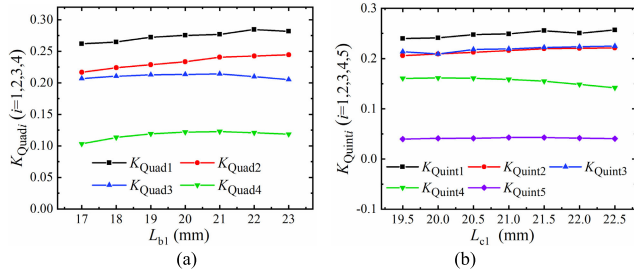 0.30
0.25
0.20
0.15
0.10
0.05
0.00
K_Quadi (i=1,2,3,4)
K_Quad1 K_Quad2
K_Quad3 K_Quad4
17 18 19 20 21 22 23
L_b1 (mm)
(a)
0.3
0.2
0.1
0.0
-0.1
K_Quinti (i=1,2,3,4,5)
K_Quint1 K_Quint2 K_Quint3
K_Quint4 K_Quint5
19.5 20.0 20.5 21.0 21.5 22.0 22.5
L_c1 (mm)
(b)